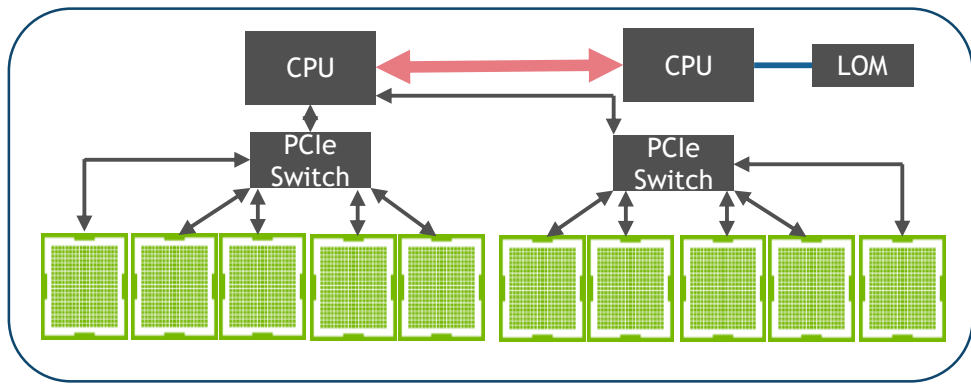 CPU
CPU
LOM
PCIe
Switch
PCIe
Switch